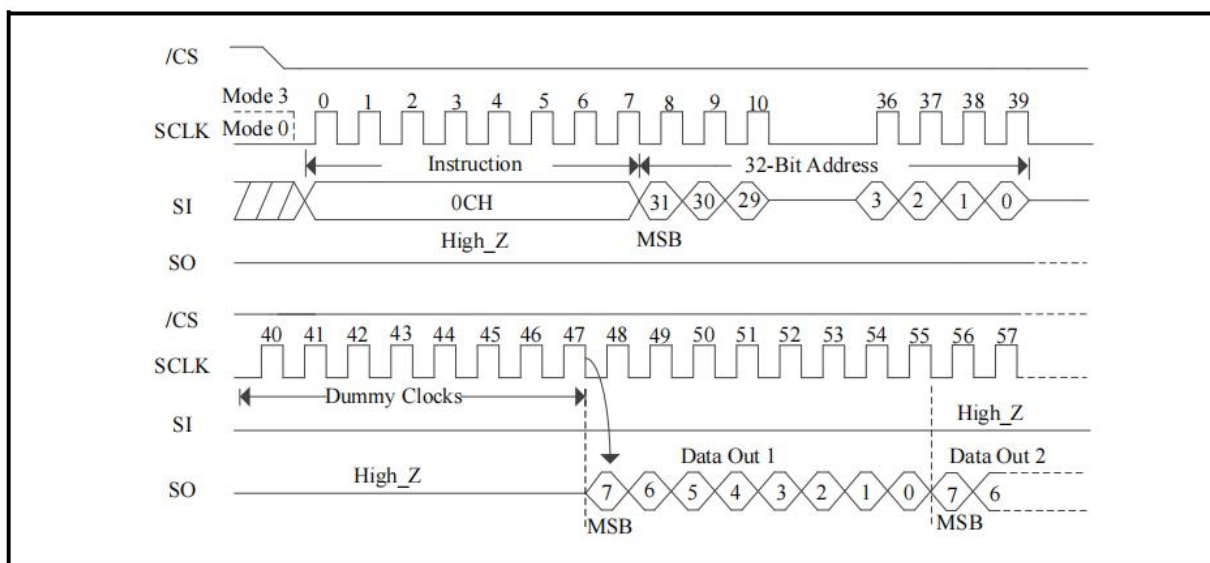 /CS
Mode 3 0 1 2 3 4 5 6 7 8 9 10 36 37 38 39
SCLK Mode 0
Instruction 32-Bit Address
SI 0CH 31 30 29 3 2 1 0
High_Z MSB
SO
/CS
40 41 42 43 44 45 46 47 48 49 50 51 52 53 54 55 56 57
SCLK
Dummy Clocks
SI High_Z
Data Out 1 Data Out 2
High_Z
SO 7 6 5 4 3 2 1 0 7 6
MSB MSB